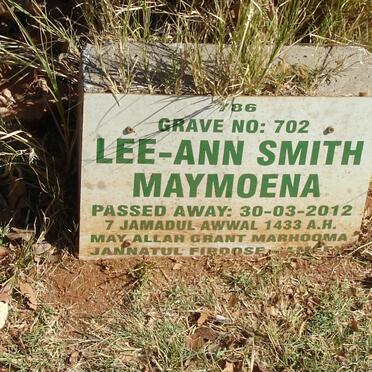 786
GRAVE NO: 702
LEE-ANN SMITH
MAYMOENA
PASSED AWAY: 30-03-2012
7 JAMADUL AWWAL 1433 A.H.
MAY ALLAH GRANT MARHOOMA
JANNATUL FIRDOSE